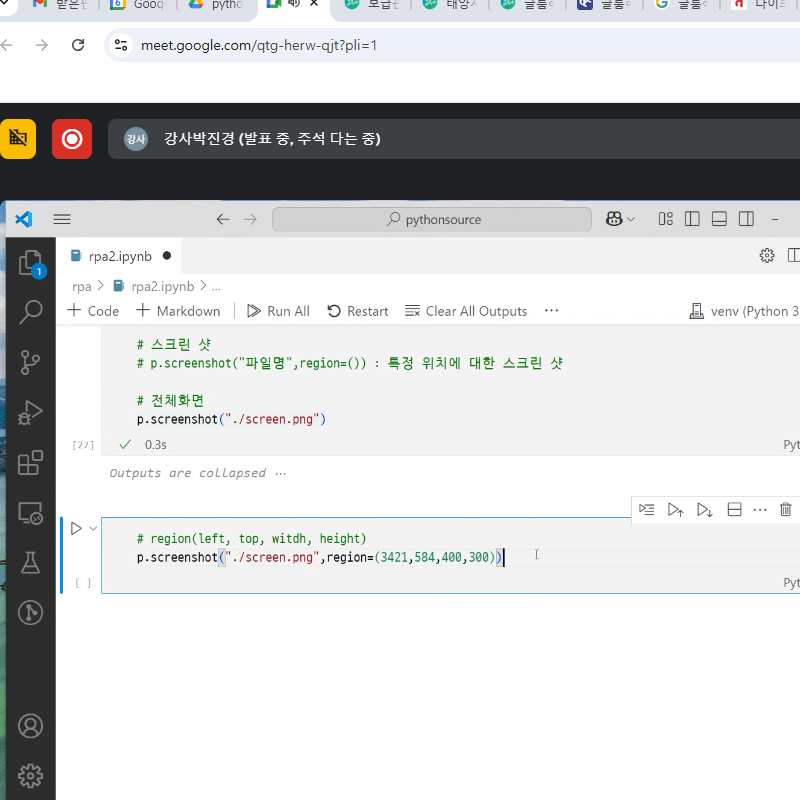 받은
Goog
pytho
보급
태양
글룸
글룸
글룸
다이
meet.google.com/qtg-herw-qjt?pli=1
강사 강사박진경 (발표 중, 주석 다는 중)
pythonsource
rpa2.ipynb
1
rpa > rpa2.ipynb > ...
+ Code + Markdown Run All Restart Clear All Outputs ... venv (Python 3
# 스크린 샷
# p.screenshot("파일명",region=()) : 특정 위치에 대한 스크린 샷
# 전체화면
p.screenshot("./screen.png")
[27] ✓ 0.3s Pyt
Outputs are collapsed ...
# region(left, top, witdh, height)
p.screenshot("./screen.png",region=(3421,584,400,300))
[ ] Pyt